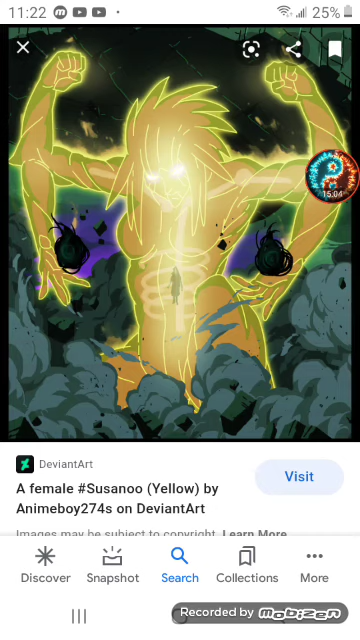 11:22
25%
15:04
DeviantArt
A female #Susanoo (Yellow) by
Animeboy274s on DeviantArt
Visit
Images may be subject to copyright. Learn More
Discover
Snapshot
Search
Collections
More
Recorded by mobizen